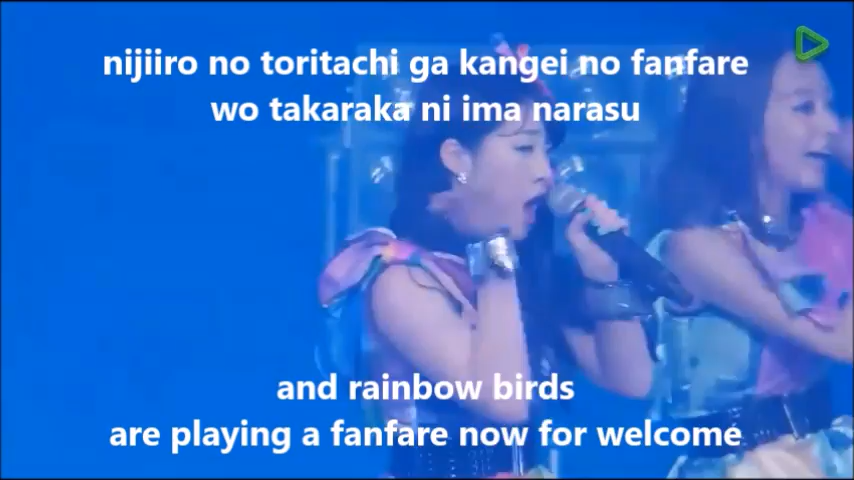 nijiiro no toritachi ga kangei no fanfare
wo takaraka ni ima narasu
and rainbow birds
are playing a fanfare now for welcome